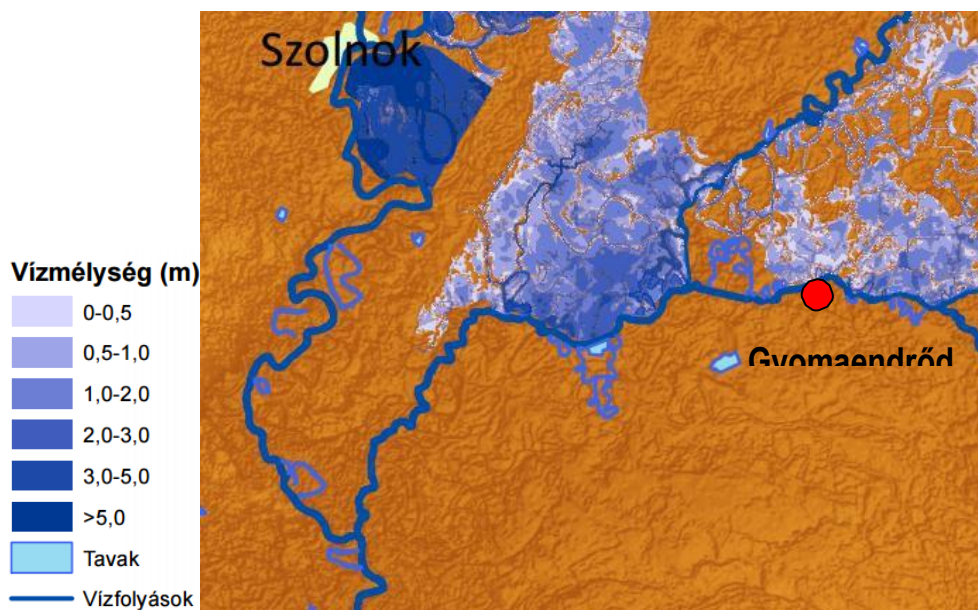 Szolnok
Gyomaendrőd
Vízmélység (m)
0-0,5
0,5-1,0
1,0-2,0
2,0-3,0
3,0-5,0
>5,0
Tavak
Vízfolyások